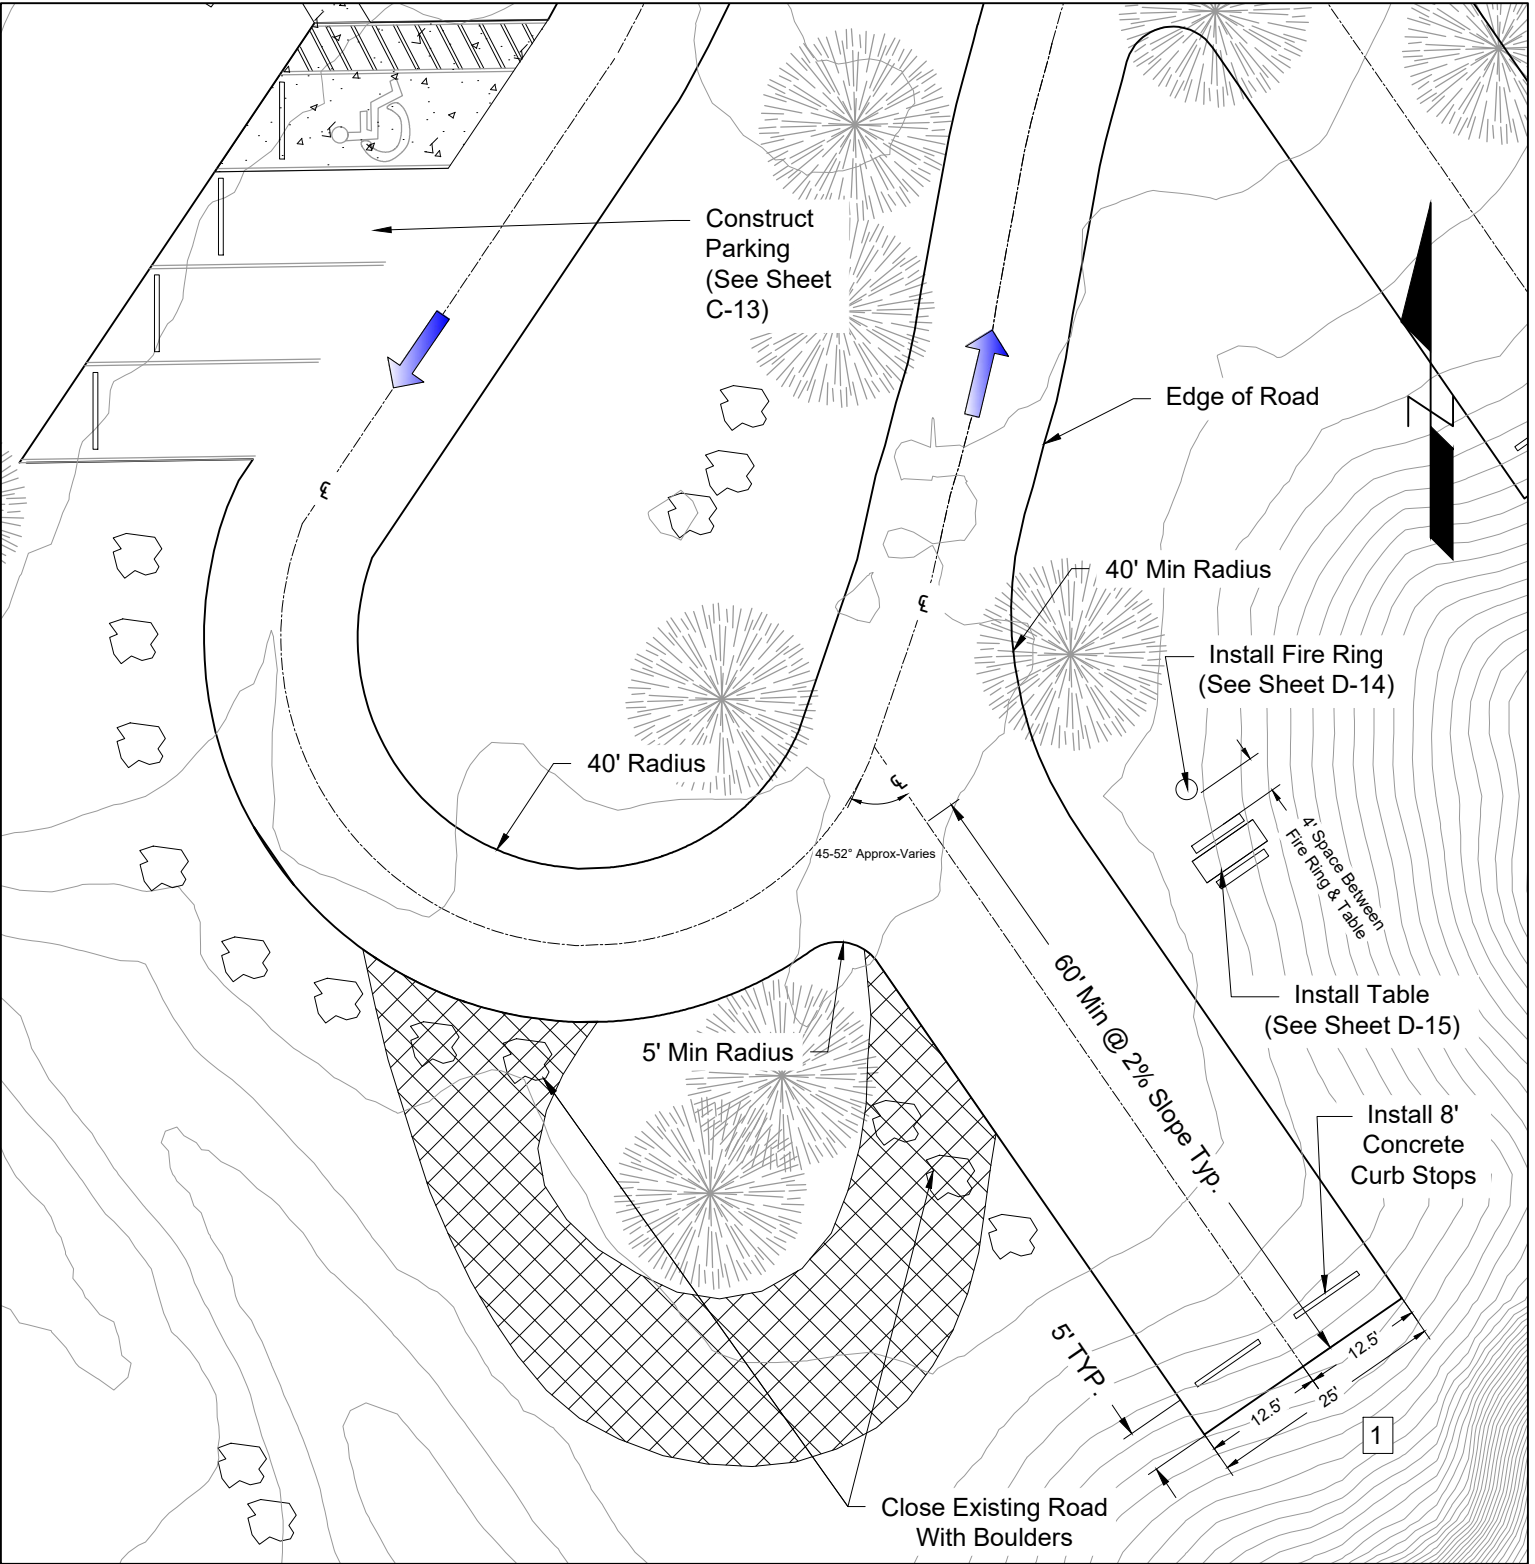 Construct
Parking
(See Sheet
C-13)
Edge of Road
N
℄
40' Min Radius
℄
Install Fire Ring
(See Sheet D-14)
40' Radius
℄
45-52° Approx-Varies
4' Space Between
Fire Ring & Table
60' Min @ 2% Slope Typ.
Install Table
(See Sheet D-15)
5' Min Radius
Install 8'
Concrete
Curb Stops
5' TYP.
12.5'
12.5'
25'
1
Close Existing Road
With Boulders